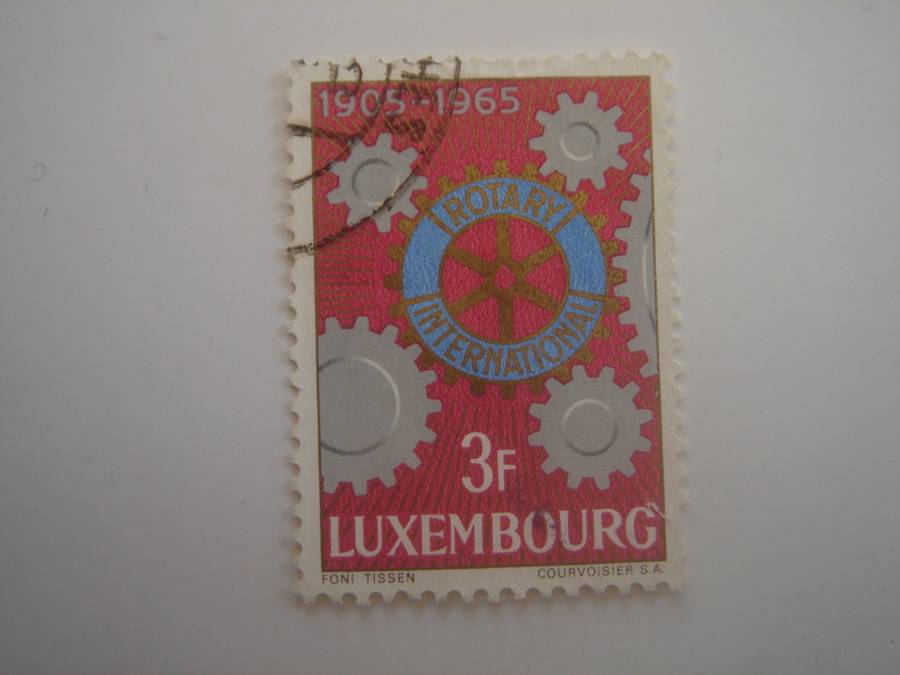 1905-1965
ROTARY
INTERNATIONAL
3F
LUXEMBOURG
FONI TISSEN
COURVOISIER S.A.